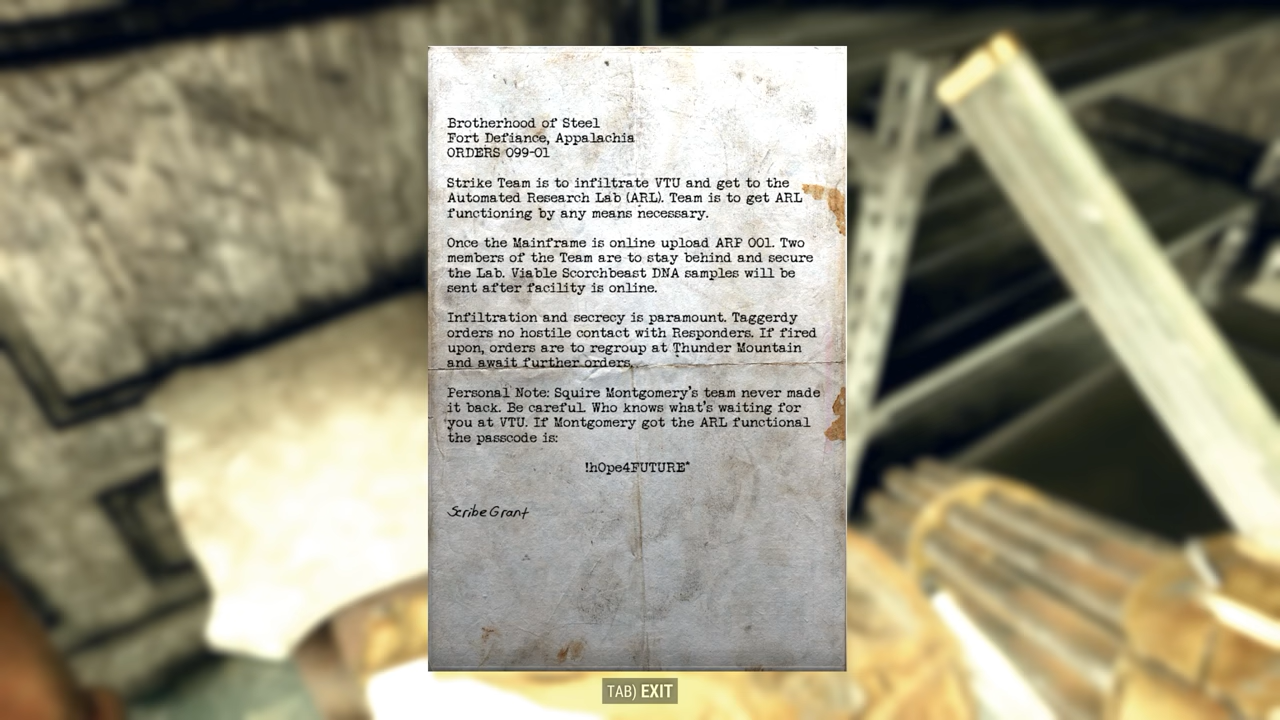 Brotherhood of Steel
Fort Defiance, Appalachia
ORDERS 099-01
Strike Team is to infiltrate VTU and get to the
Automated Research Lab (ARL). Team is to get ARL
functioning by any means necessary.
Once the Mainframe is online upload ARP 001. Two
members of the Team are to stay behind and secure
the Lab. Viable Scorchbeast DNA samples will be
sent after facility is online.
Infiltration and secrecy is paramount. Taggerdy
orders no hostile contact with Responders. If fired
upon, orders are to regroup at Thunder Mountain
and await further orders.
Personal Note: Squire Montgomery's team never made
it back. Be careful. Who knows what's waiting for
you at VTU. If Montgomery got the ARL functional
the passcode is:
!h0pe4FUTURE*
Scribe Grant
TAB) EXIT